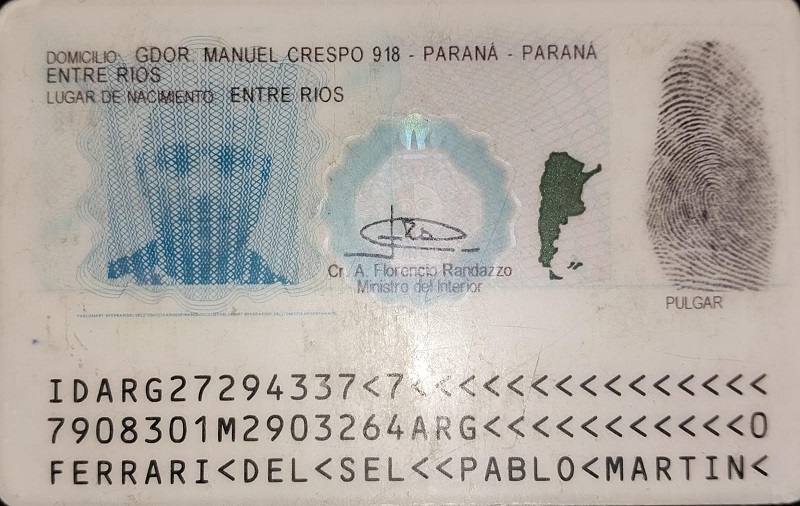 DOMICILIO: GDOR. MANUEL CRESPO 918 - PARANÁ - PARANÁ
ENTRE RIOS
LUGAR DE NACIMIENTO: ENTRE RIOS
Cr. A. Florencio Randazzo
Ministro del Interior
PULGAR
IDARG27294337<7<<<<<<<<<<<<<<<
7908301M2903264ARG<<<<<<<<<<<0
FERRARI<DEL<SEL<<PABLO<MARTIN<